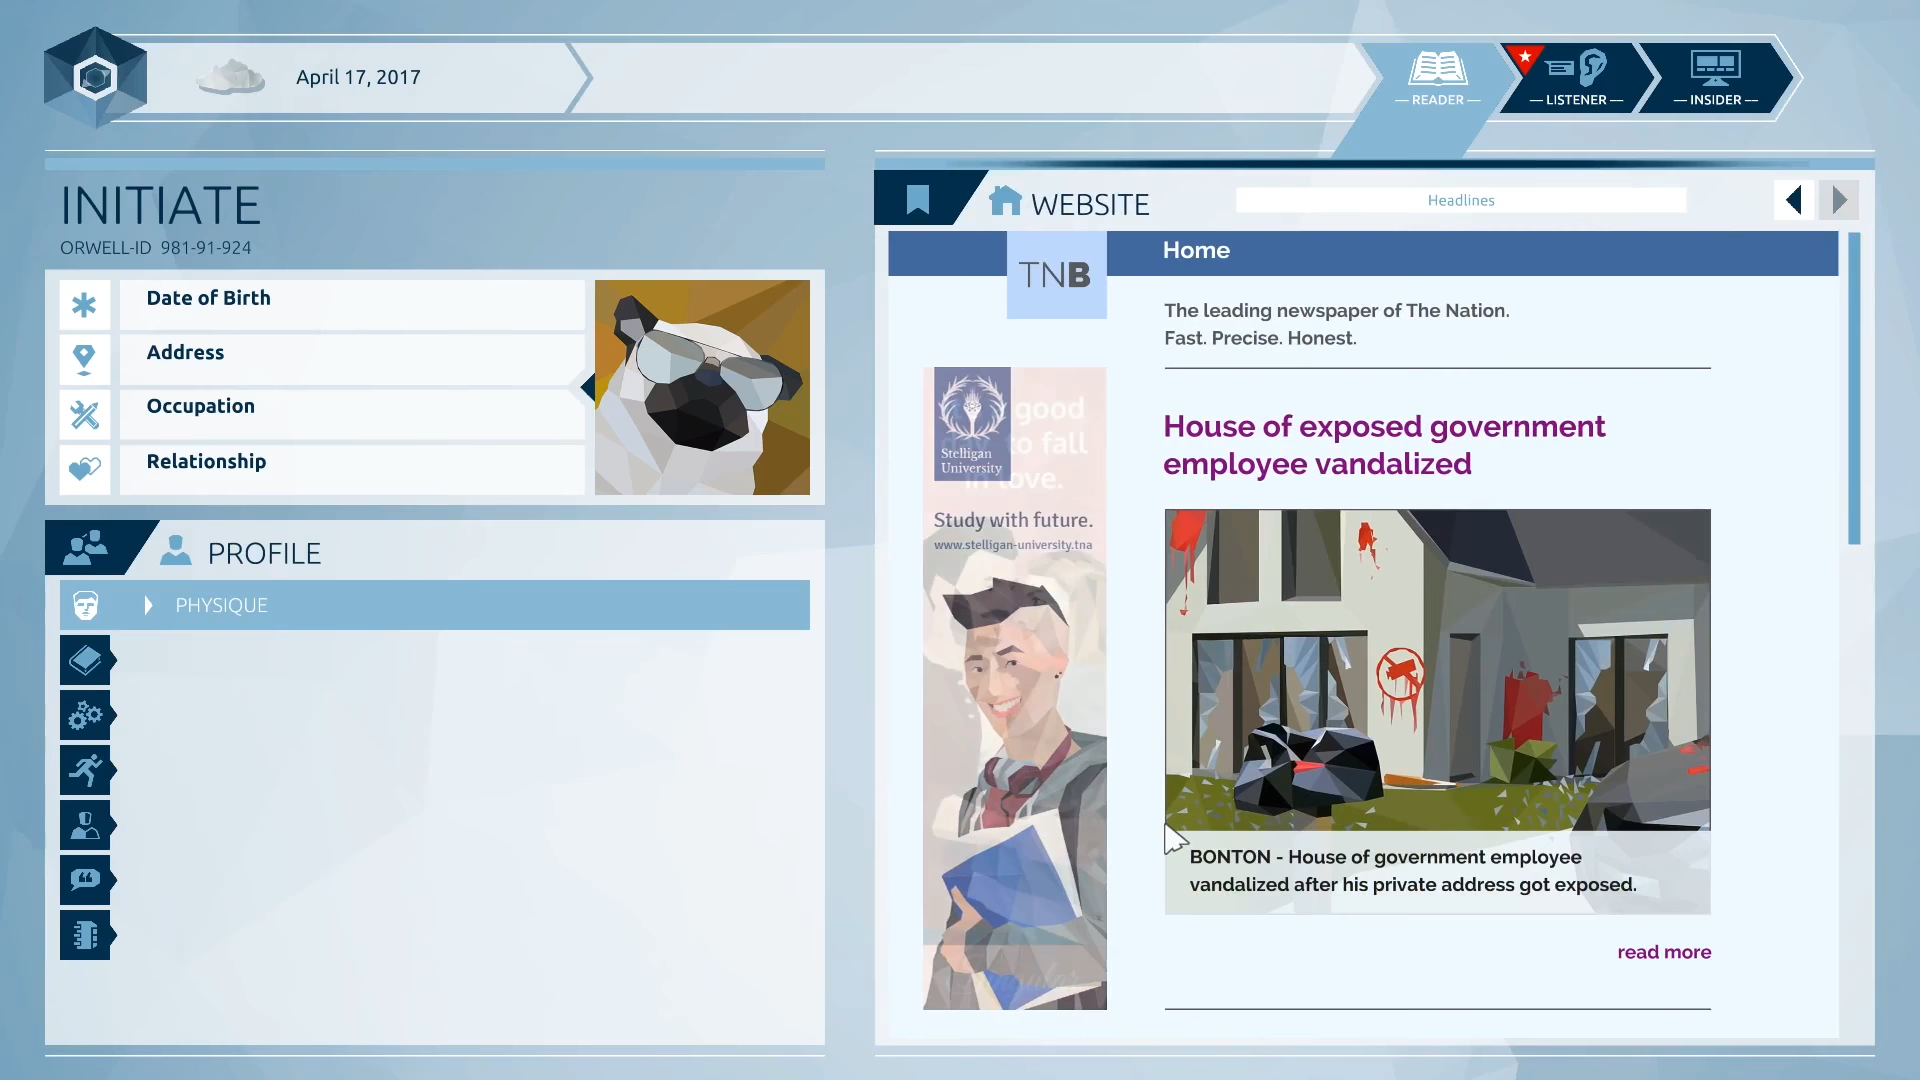 April 17, 2017
READER
LISTENER
INSIDER
INITIATE
ORWELL-ID 981-91-924
Date of Birth
Address
Occupation
Relationship
PROFILE
PHYSIQUE
WEBSITE
Headlines
TNB
Home
The leading newspaper of The Nation.
Fast. Precise. Honest.
good
day to fall
in love.
Stelligan
University
Study with future.
www.stelligan-university.tna
House of exposed government
employee vandalized
BONTON - House of government employee
vandalized after his private address got exposed.
read more